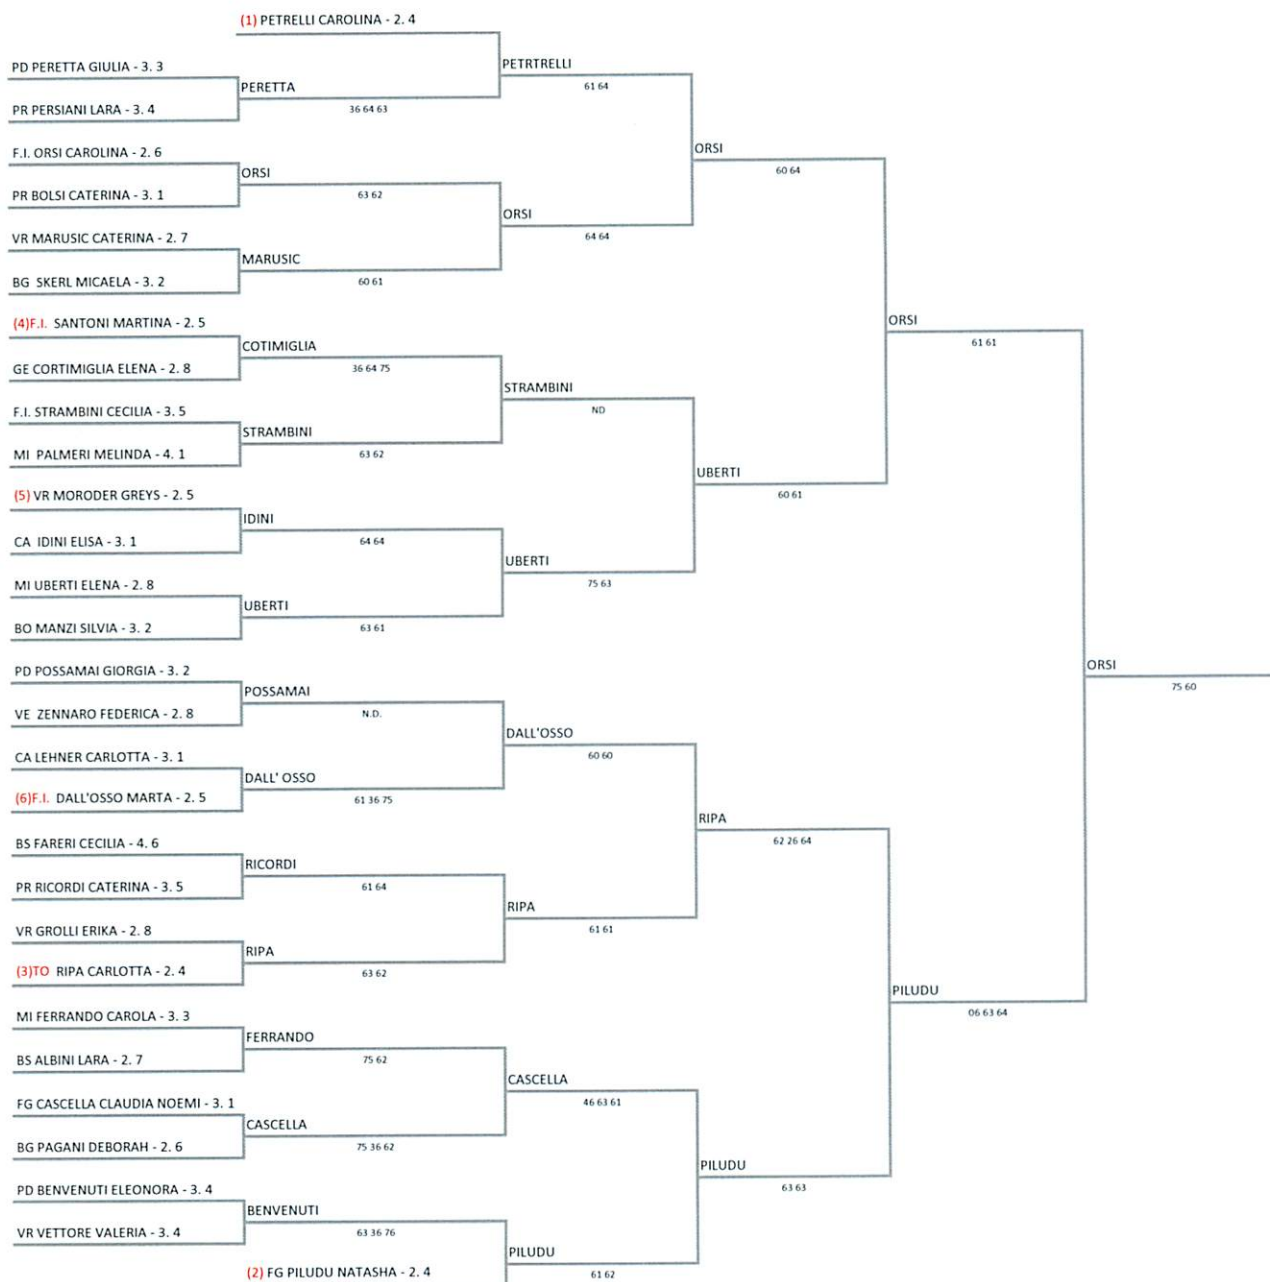 (1) PETRELLI CAROLINA - 2. 4
PD PERETTA GIULIA - 3. 3
PETRTRELLI
61 64
PERETTA
36 64 63
PR PERSIANI LARA - 3. 4
F.I. ORSI CAROLINA - 2. 6
ORSI
60 64
ORSI
63 62
PR BOLSI CATERINA - 3. 1
ORSI
64 64
VR MARUSIC CATERINA - 2. 7
MARUSIC
60 61
BG SKERL MICAELA - 3. 2
(4)F.I. SANTONI MARTINA - 2. 5
ORSI
61 61
COTIMIGLIA
36 64 75
GE CORTIMIGLIA ELENA - 2. 8
STRAMBINI
ND
F.I. STRAMBINI CECILIA - 3. 5
STRAMBINI
63 62
MI PALMERI MELINDA - 4. 1
UBERTI
60 61
(5) VR MORODER GREYS - 2. 5
IDINI
64 64
CA IDINI ELISA - 3. 1
UBERTI
75 63
MI UBERTI ELENA - 2. 8
UBERTI
63 61
BO MANZI SILVIA - 3. 2
PD POSSAMAI GIORGIA - 3. 2
ORSI
75 60
POSSAMAI
N.D.
VE ZENNARO FEDERICA - 2. 8
DALL'OSSO
60 60
CA LEHNER CARLOTTA - 3. 1
DALL' OSSO
61 36 75
(6)F.I. DALL'OSSO MARTA - 2. 5
RIPA
62 26 64
BS FARERI CECILIA - 4. 6
RICORDI
61 64
PR RICORDI CATERINA - 3. 5
RIPA
61 61
VR GROLLI ERIKA - 2. 8
RIPA
63 62
(3)TO RIPA CARLOTTA - 2. 4
PILUDU
06 63 64
MI FERRANDO CAROLA - 3. 3
FERRANDO
75 62
BS ALBINI LARA - 2. 7
CASCELLA
46 63 61
FG CASCELLA CLAUDIA NOEMI - 3. 1
CASCELLA
75 36 62
BG PAGANI DEBORAH - 2. 6
PILUDU
63 63
PD BENVENUTI ELEONORA - 3. 4
BENVENUTI
63 36 76
VR VETTORE VALERIA - 3. 4
PILUDU
61 62
(2) FG PILUDU NATASHA - 2. 4